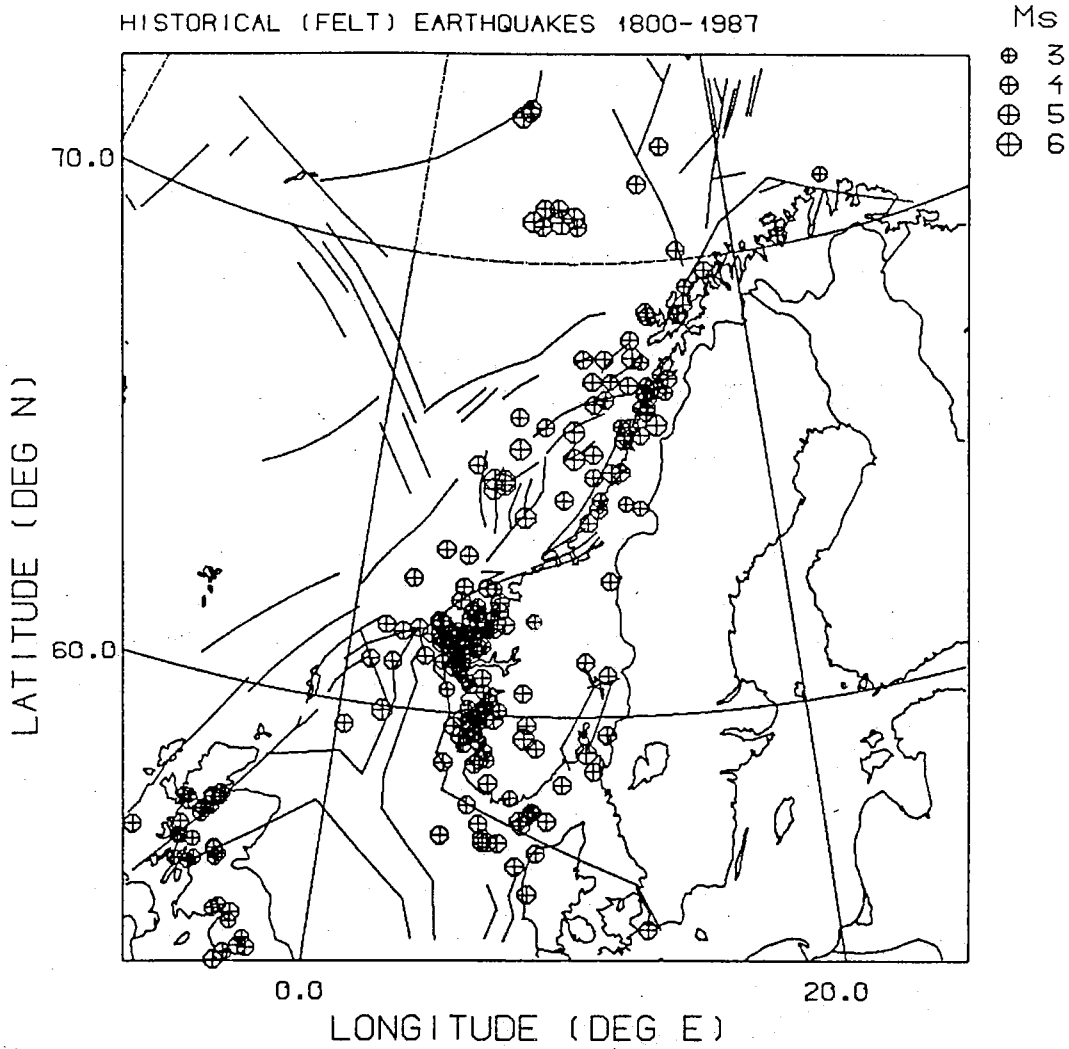 HISTORICAL (FELT) EARTHQUAKES 1800-1987
Ms
3
4
5
6
70.0
60.0
LATITUDE (DEG N)
0.0
20.0
LONGITUDE (DEG E)